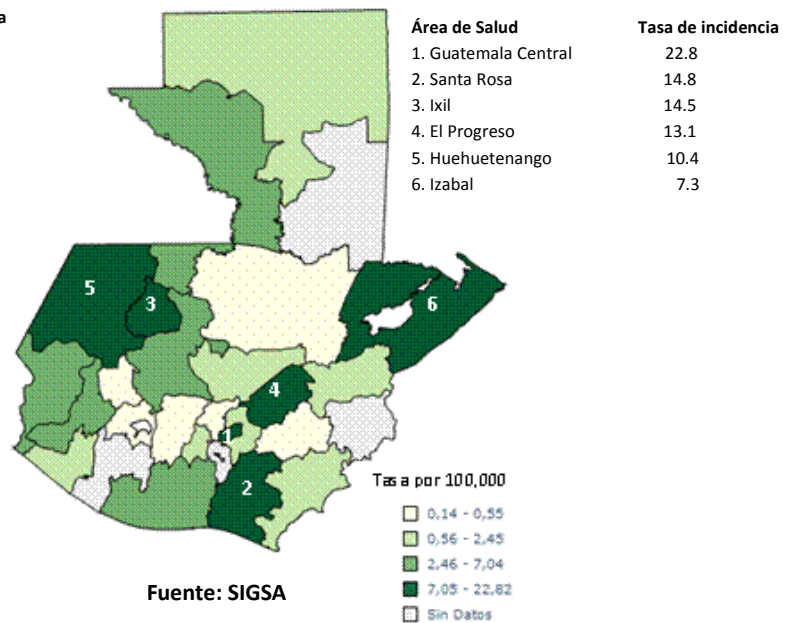 a
Área de Salud Tasa de incidencia
1. Guatemala Central 22.8
2. Santa Rosa 14.8
3. Ixil 14.5
4. El Progreso 13.1
5. Huehuetenango 10.4
6. Izabal 7.3
5
3
6
4
1
2
Tasa por 100,000
0,14 - 0,55
0,56 - 2,45
2,46 - 7,04
7,05 - 22,82
Sin Datos
Fuente: SIGSA